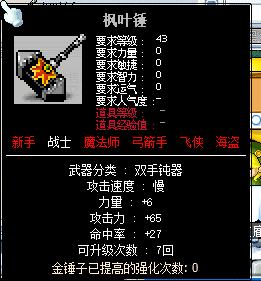 枫叶锤
要求等级 : 43
要求力量 : 0
要求敏捷 : 0
要求智力 : 0
要求运气 : 0
要求人气度 : -
道具等级 : -
道具经验值 : -
新手 战士 魔法师 弓箭手 飞侠 海盗
武器分类 : 双手钝器
攻击速度 : 慢
力量 : +6
攻击力 : +65
命中率 : +27
可升级次数 : 7回
金锤子已提高的强化次数: 0